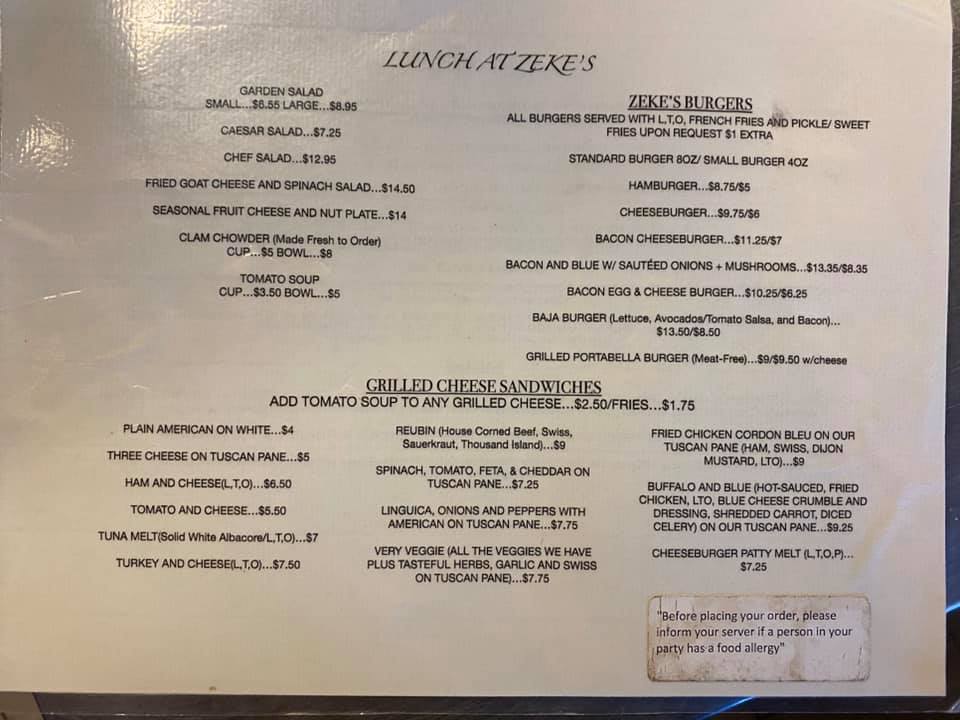 LUNCH AT ZEKE'S
GARDEN SALAD
SMALL...$6.55 LARGE...$8.95
CAESAR SALAD...$7.25
CHEF SALAD...$12.95
FRIED GOAT CHEESE AND SPINACH SALAD...$14.50
SEASONAL FRUIT CHEESE AND NUT PLATE...$14
CLAM CHOWDER (Made Fresh to Order)
CUP...$5 BOWL...$8
TOMATO SOUP
CUP...$3.50 BOWL...$5
ZEKE'S BURGERS
ALL BURGERS SERVED WITH L,T,O, FRENCH FRIES AND PICKLE/ SWEET
FRIES UPON REQUEST $1 EXTRA
STANDARD BURGER 8OZ/ SMALL BURGER 4OZ
HAMBURGER...$8.75/$5
CHEESEBURGER...$9.75/$6
BACON CHEESEBURGER...$11.25/$7
BACON AND BLUE W/ SAUTÉED ONIONS + MUSHROOMS...$13.35/$8.35
BACON EGG & CHEESE BURGER...$10.25/$6.25
BAJA BURGER (Lettuce, Avocados/Tomato Salsa, and Bacon)...
$13.50/$8.50
GRILLED PORTABELLA BURGER (Meat-Free)...$9/$9.50 w/cheese
GRILLED CHEESE SANDWICHES
ADD TOMATO SOUP TO ANY GRILLED CHEESE...$2.50/FRIES...$1.75
PLAIN AMERICAN ON WHITE...$4
THREE CHEESE ON TUSCAN PANE...$5
HAM AND CHEESE(L,T,O)...$6.50
TOMATO AND CHEESE...$5.50
TUNA MELT(Solid White Albacore/L,T,O)...$7
TURKEY AND CHEESE(L,T,O)...$7.50
REUBIN (House Corned Beef, Swiss,
Sauerkraut, Thousand Island)...$9
SPINACH, TOMATO, FETA, & CHEDDAR ON
TUSCAN PANE...$7.25
LINGUICA, ONIONS AND PEPPERS WITH
AMERICAN ON TUSCAN PANE...$7.75
VERY VEGGIE (ALL THE VEGGIES WE HAVE
PLUS TASTEFUL HERBS, GARLIC AND SWISS
ON TUSCAN PANE)...$7.75
FRIED CHICKEN CORDON BLEU ON OUR
TUSCAN PANE (HAM, SWISS, DIJON
MUSTARD, LTO)...$9
BUFFALO AND BLUE (HOT-SAUCED, FRIED
CHICKEN, LTO, BLUE CHEESE CRUMBLE AND
DRESSING, SHREDDED CARROT, DICED
CELERY) ON OUR TUSCAN PANE...$9.25
CHEESEBURGER PATTY MELT (L,T,O,P)...
$7.25
"Before placing your order, please
inform your server if a person in your
party has a food allergy"